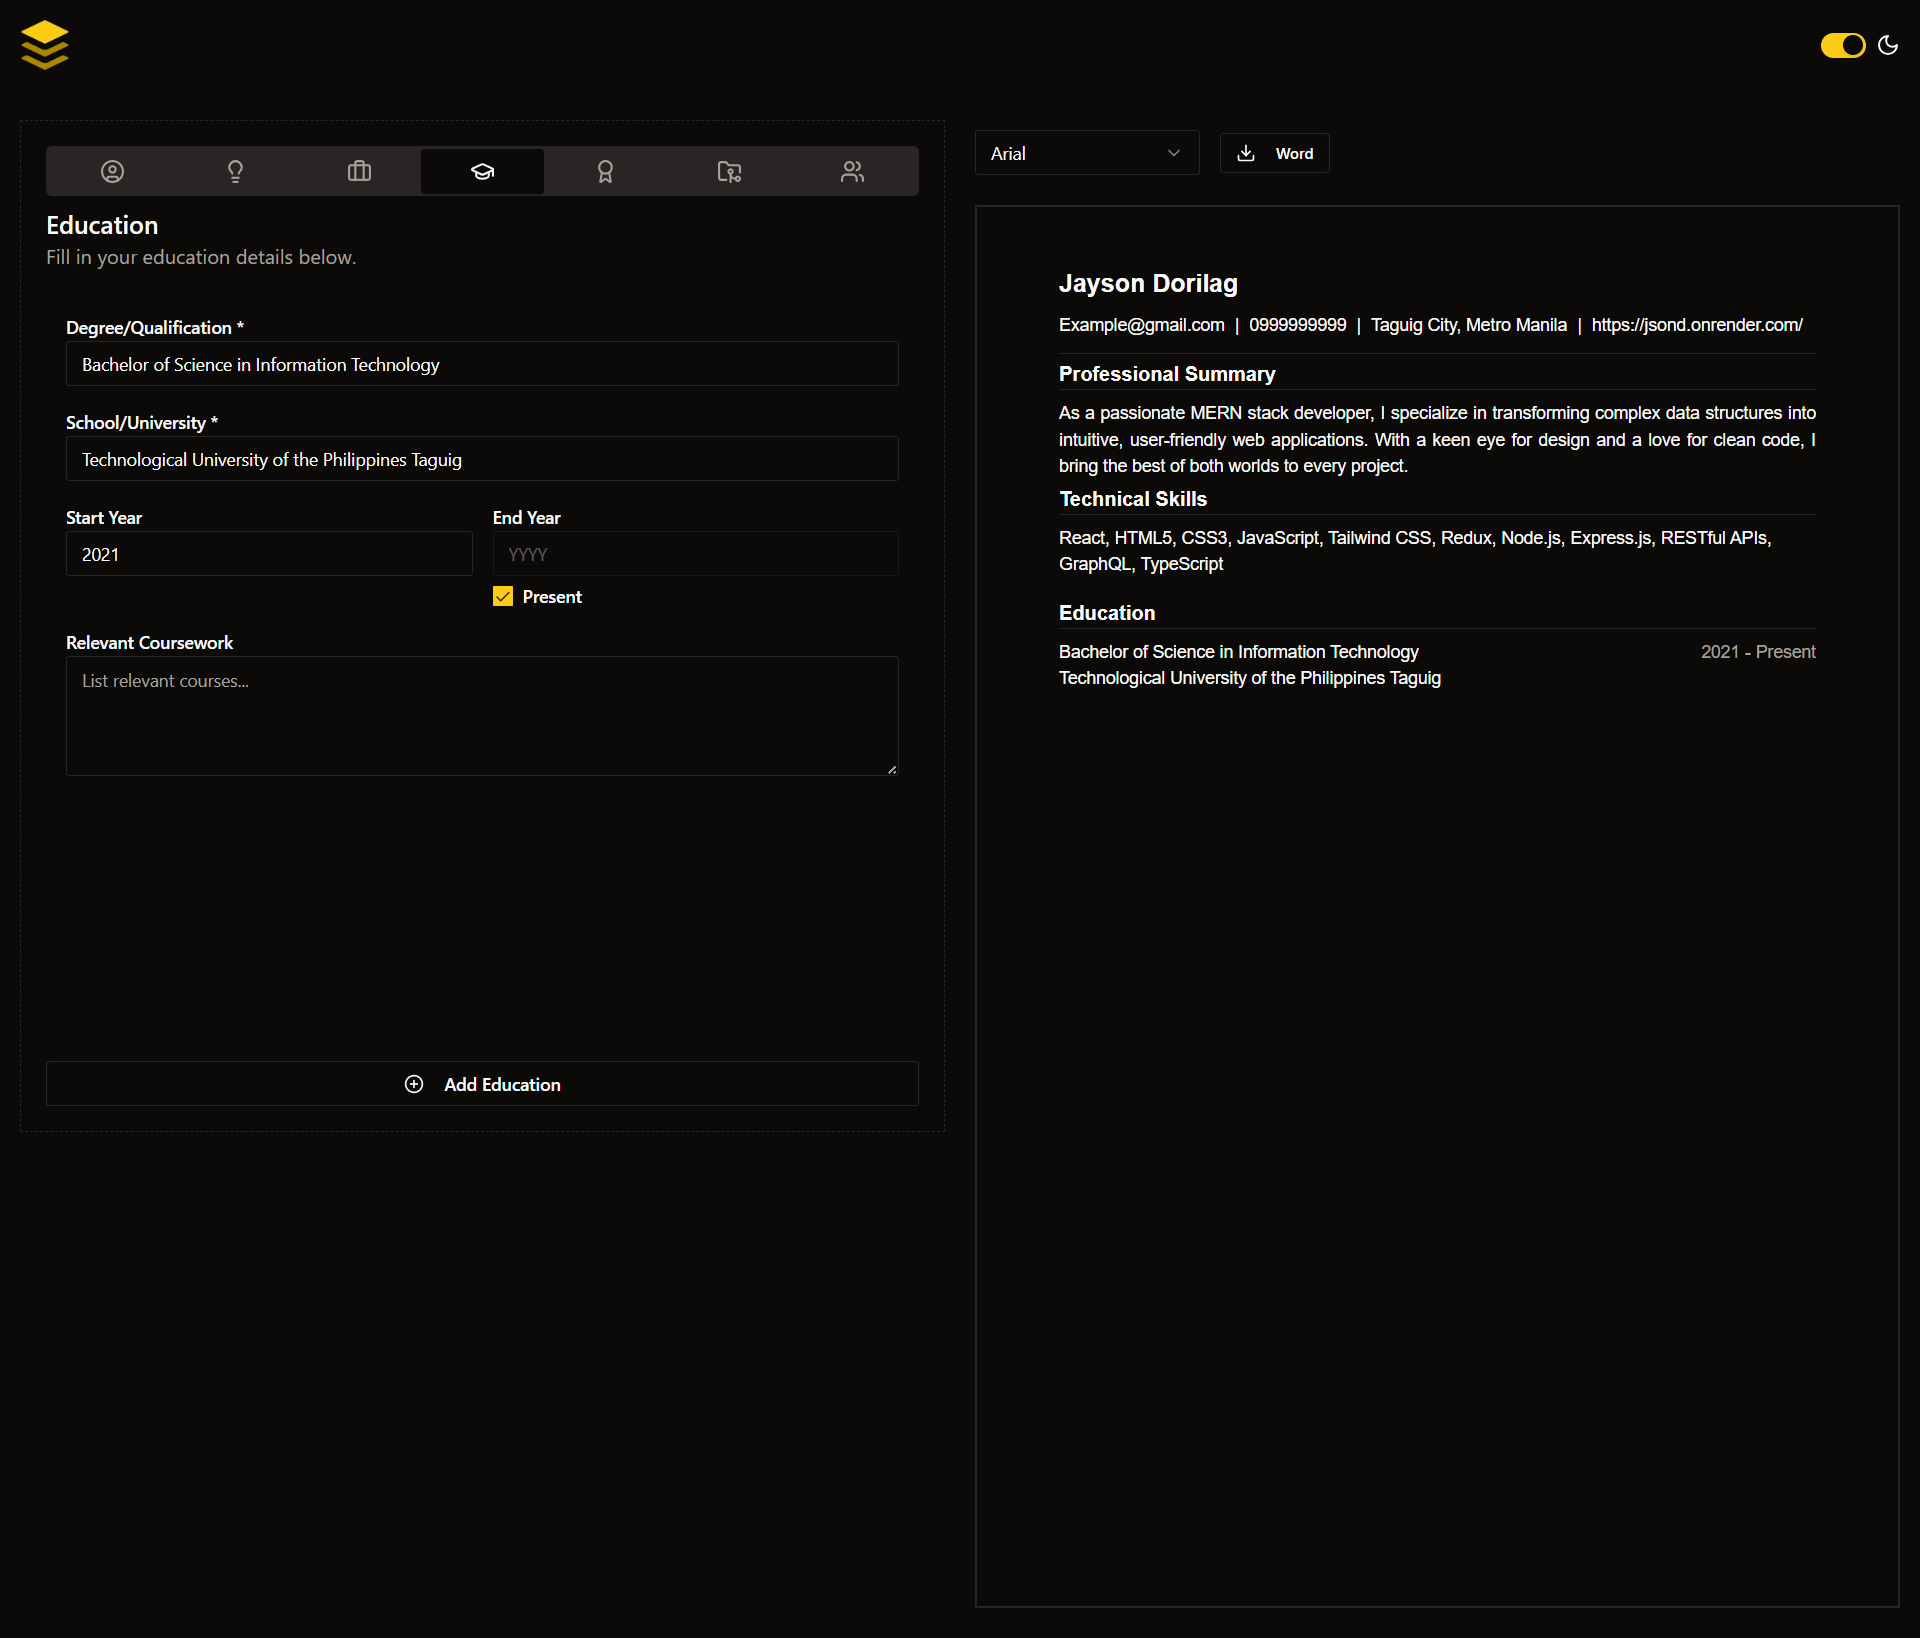 Education
Fill in your education details below.
Degree/Qualification *
Bachelor of Science in Information Technology
School/University *
Technological University of the Philippines Taguig
Start Year
2021
End Year
YYYY
Present
Relevant Coursework
List relevant courses...
Add Education
Arial
Word
Jayson Dorilag
Example@gmail.com | 0999999999 | Taguig City, Metro Manila | https://jsond.onrender.com/
Professional Summary
As a passionate MERN stack developer, I specialize in transforming complex data structures into
intuitive, user-friendly web applications. With a keen eye for design and a love for clean code, I
bring the best of both worlds to every project.
Technical Skills
React, HTML5, CSS3, JavaScript, Tailwind CSS, Redux, Node.js, Express.js, RESTful APIs,
GraphQL, TypeScript
Education
Bachelor of Science in Information Technology 2021 - Present
Technological University of the Philippines Taguig